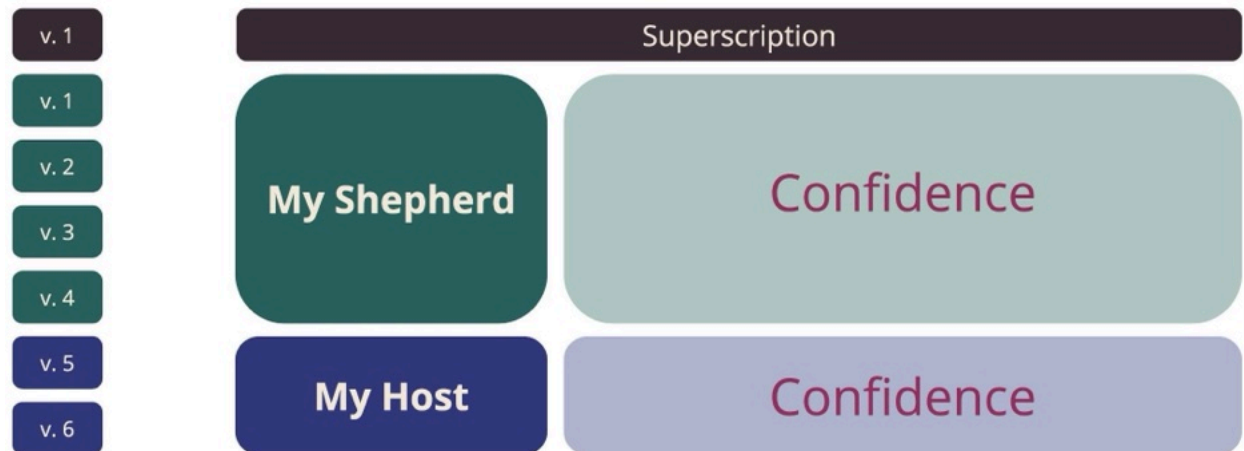 v. 1
Superscription
v. 1
v. 2
v. 3
v. 4
My Shepherd
Confidence
v. 5
v. 6
My Host
Confidence